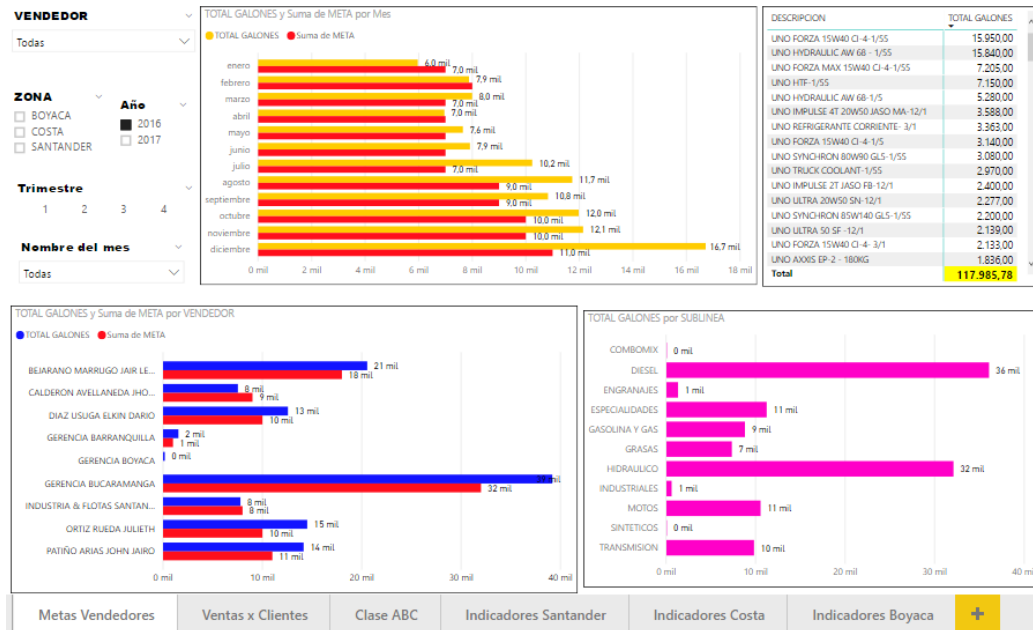 VENDEDOR
Todas
ZONA
BOYACA
COSTA
SANTANDER
Año
2016
2017
Trimestre
1 2 3 4
Nombre del mes
Todas
TOTAL GALONES y Suma de META por Mes
TOTAL GALONES Suma de META
enero 6,0 mil
7,0 mil
febrero 7,9 mil
marzo 8,0 mil
7,0 mil
abril 7,0 mil
mayo 7,6 mil
junio 7,9 mil
julio 10,2 mil
7,0 mil
agosto 11,7 mil
9,0 mil
septiembre 10,8 mil
9,0 mil
octubre 12,0 mil
10,0 mil
noviembre 12,1 mil
10,0 mil
diciembre 16,7 mil
11,0 mil
0 mil 2 mil 4 mil 6 mil 8 mil 10 mil 12 mil 14 mil 16 mil 18 mil
DESCRIPCION TOTAL GALONES
UNO FORZA 15W40 CI-4-1/55 15.950,00
UNO HYDRAULIC AW 68 - 1/55 15.840,00
UNO FORZA MAX 15W40 CJ-4-1/55 7.205,00
UNO HTF-1/55 7.150,00
UNO HYDRAULIC AW 68-1/5 5.280,00
UNO IMPULSE 4T 20W50 JASO MA-12/1 3.588,00
UNO REFRIGERANTE CORRIENTE- 3/1 3.363,00
UNO FORZA 15W40 CI-4-1/5 3.140,00
UNO SYNCHRON 80W90 GL5-1/55 3.080,00
UNO TRUCK COOLANT-1/55 2.970,00
UNO IMPULSE 2T JASO FB-12/1 2.400,00
UNO ULTRA 20W50 SN-12/1 2.277,00
UNO SYNCHRON 85W140 GL5-1/55 2.200,00
UNO ULTRA 50 SF -12/1 2.139,00
UNO FORZA 15W40 CI-4- 3/1 2.133,00
UNO AXXIS EP-2 - 180KG 1.836,00
Total 117.985,78
TOTAL GALONES y Suma de META por VENDEDOR
TOTAL GALONES Suma de META
BEJARANO MARRUGO JAIR LE... 21 mil
18 mil
CALDERON AVELLANEDA JHO... 8 mil
9 mil
DIAZ USUGA ELKIN DARIO 13 mil
10 mil
GERENCIA BARRANQUILLA 2 mil
1 mil
GERENCIA BOYACA 0 mil
GERENCIA BUCARAMANGA 39 mil
32 mil
INDUSTRIA & FLOTAS SANTAN... 8 mil
8 mil
ORTIZ RUEDA JULIETH 15 mil
10 mil
PATIÑO ARIAS JOHN JAIRO 14 mil
11 mil
0 mil 10 mil 20 mil 30 mil 40 mil
TOTAL GALONES por SUBLINEA
COMBOMIX 0 mil
DIESEL 36 mil
ENGRANAJES 1 mil
ESPECIALIDADES 11 mil
GASOLINA Y GAS 9 mil
GRASAS 7 mil
HIDRAULICO 32 mil
INDUSTRIALES 1 mil
MOTOS 11 mil
SINTETICOS 0 mil
TRANSMISION 10 mil
0 mil 10 mil 20 mil 30 mil 40 mil
Metas Vendedores Ventas x Clientes Clase ABC Indicadores Santander Indicadores Costa Indicadores Boyaca +